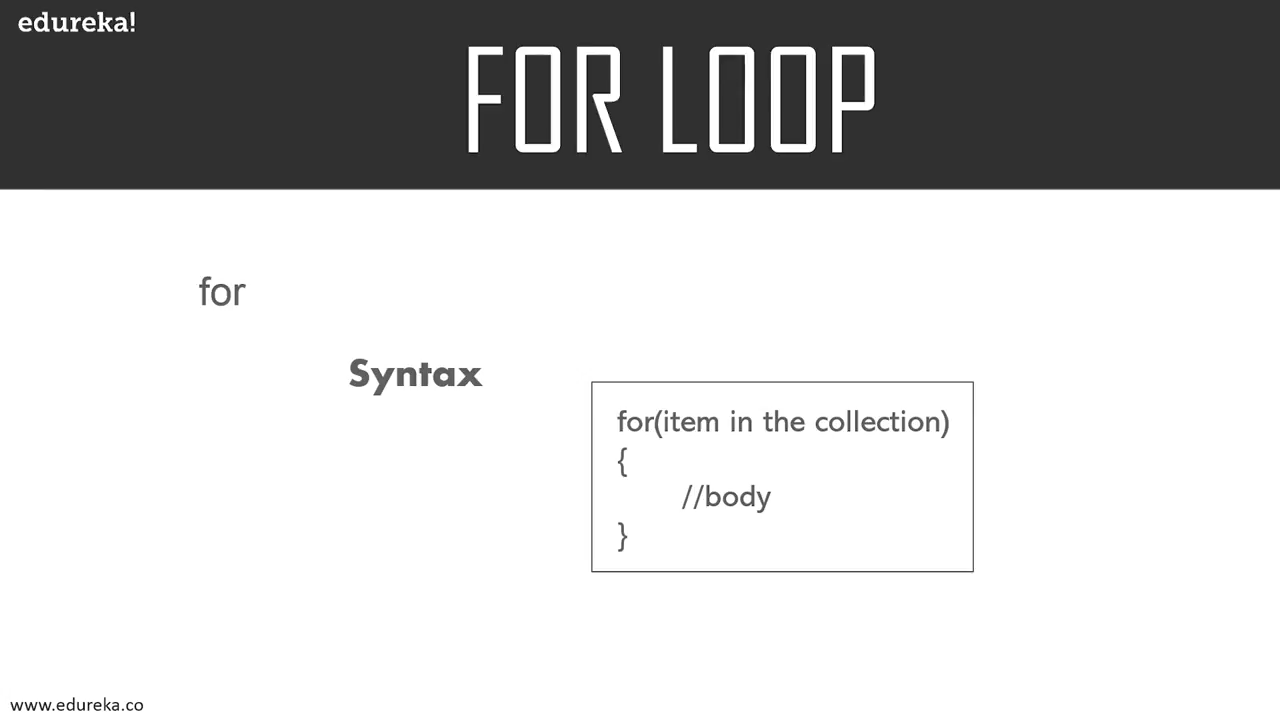 edureka!
FOR LOOP
for
Syntax
for(item in the collection)
{
//body
}
www.edureka.co